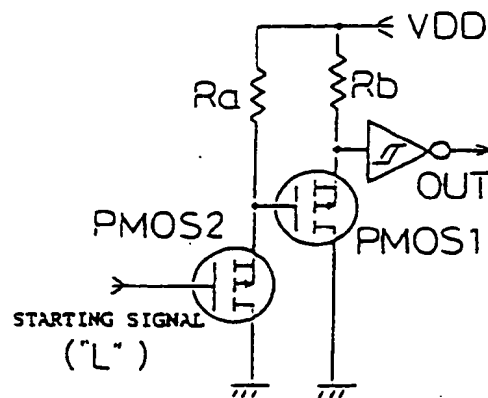 VDD
Ra
Rb
OUT
PMOS2
PMOS1
STARTING SIGNAL
("L")